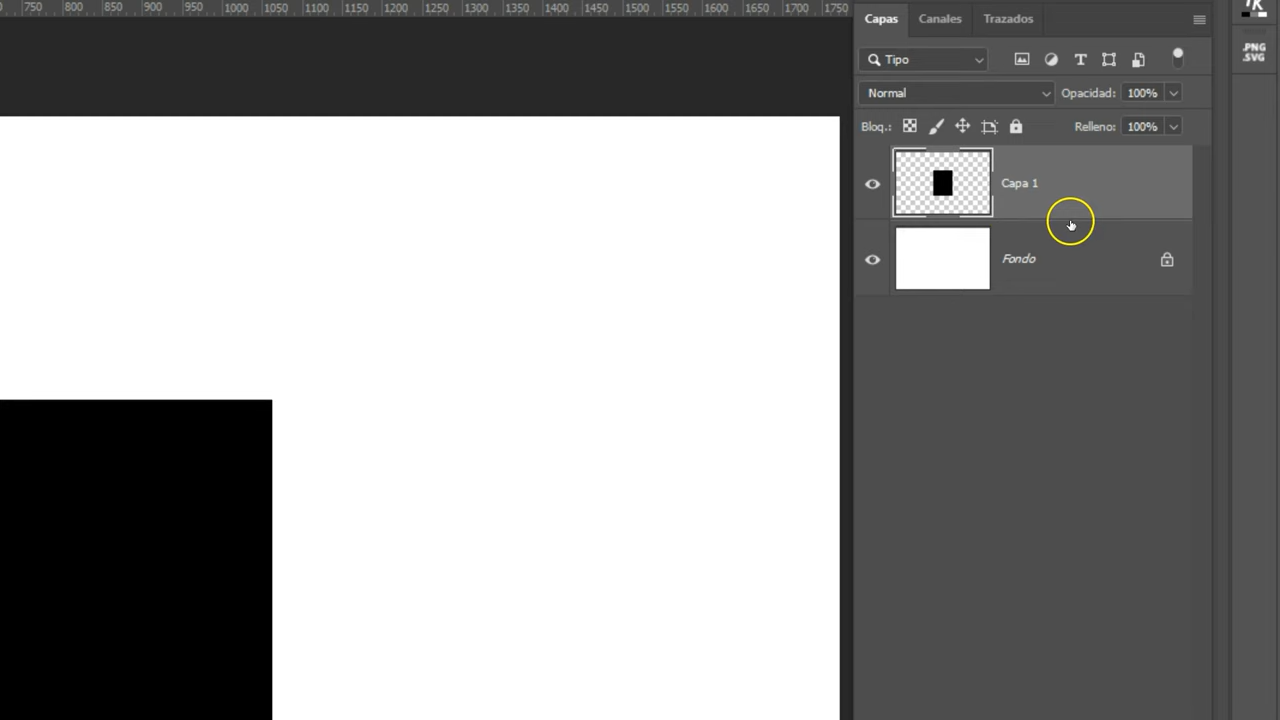 750 800 850 900 950 1000 1050 1100 1150 1200 1250 1300 1350 1400 1450 1500 1550 1600 1650 1700 1750
Capas Canales Trazados
Tipo
Normal Opacidad: 100%
Bloq.: Relleno: 100%
Capa 1
Fondo
.PNG
.SVG